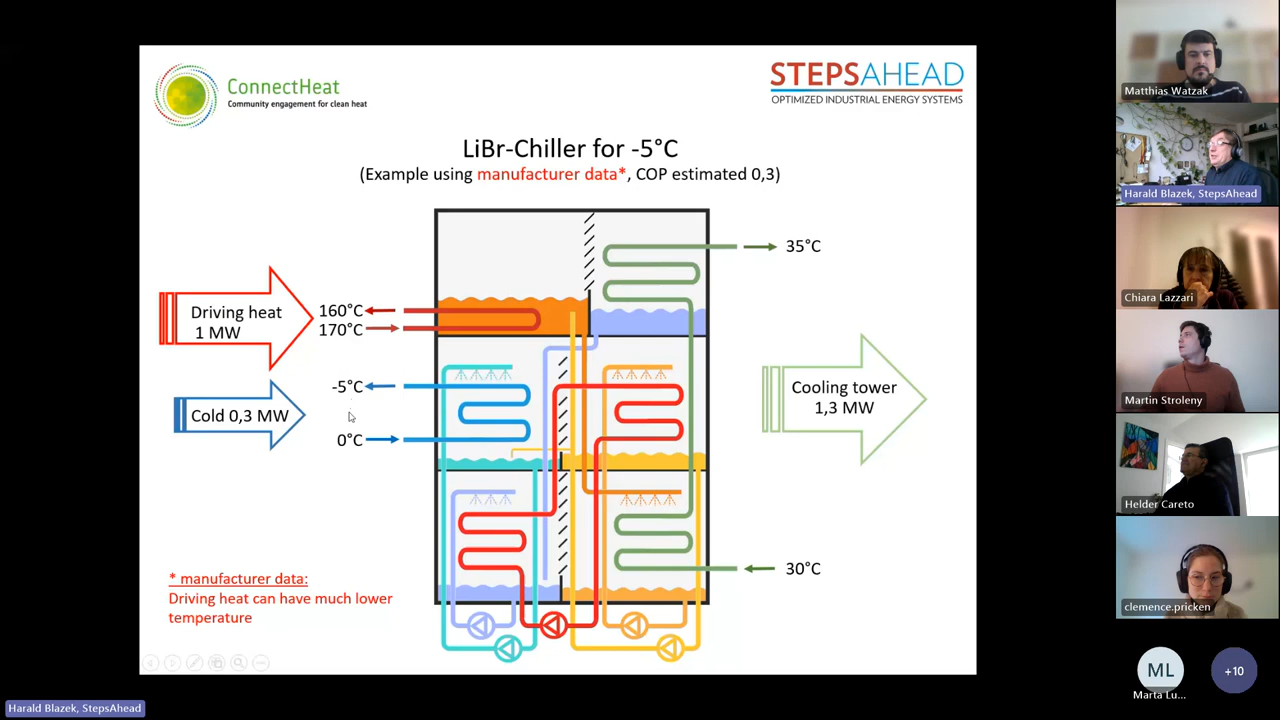 ConnectHeat
Community engagement for clean heat
STEPSAHEAD
OPTIMIZED INDUSTRIAL ENERGY SYSTEMS
LiBr-Chiller for -5°C
(Example using manufacturer data*, COP estimated 0,3)
35°C
Driving heat
1 MW
160°C
170°C
-5°C
Cold 0,3 MW
0°C
Cooling tower
1,3 MW
30°C
* manufacturer data:
Driving heat can have much lower
temperature
Harald Blazek, StepsAhead
Matthias Watzak
Harald Blazek, StepsAhead
Chiara Lazzari
Martin Stroleny
Helder Careto
clemence.pricken
ML
Marta Lu...
+10